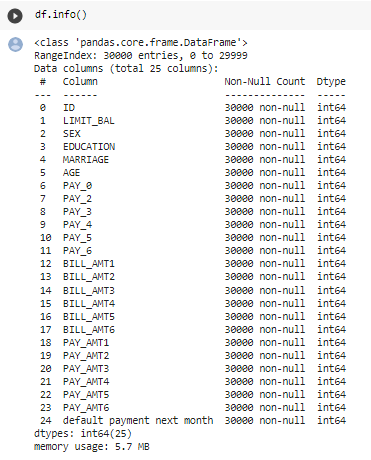 df.info()
<class 'pandas.core.frame.DataFrame'>
RangeIndex: 30000 entries, 0 to 29999
Data columns (total 25 columns):
 #   Column                      Non-Null Count  Dtype
---  ------                      --------------  -----
 0   ID                          30000 non-null  int64
 1   LIMIT_BAL                   30000 non-null  int64
 2   SEX                         30000 non-null  int64
 3   EDUCATION                   30000 non-null  int64
 4   MARRIAGE                    30000 non-null  int64
 5   AGE                         30000 non-null  int64
 6   PAY_0                       30000 non-null  int64
 7   PAY_2                       30000 non-null  int64
 8   PAY_3                       30000 non-null  int64
 9   PAY_4                       30000 non-null  int64
 10  PAY_5                       30000 non-null  int64
 11  PAY_6                       30000 non-null  int64
 12  BILL_AMT1                   30000 non-null  int64
 13  BILL_AMT2                   30000 non-null  int64
 14  BILL_AMT3                   30000 non-null  int64
 15  BILL_AMT4                   30000 non-null  int64
 16  BILL_AMT5                   30000 non-null  int64
 17  BILL_AMT6                   30000 non-null  int64
 18  PAY_AMT1                    30000 non-null  int64
 19  PAY_AMT2                    30000 non-null  int64
 20  PAY_AMT3                    30000 non-null  int64
 21  PAY_AMT4                    30000 non-null  int64
 22  PAY_AMT5                    30000 non-null  int64
 23  PAY_AMT6                    30000 non-null  int64
 24  default payment next month  30000 non-null  int64
dtypes: int64(25)
memory usage: 5.7 MB